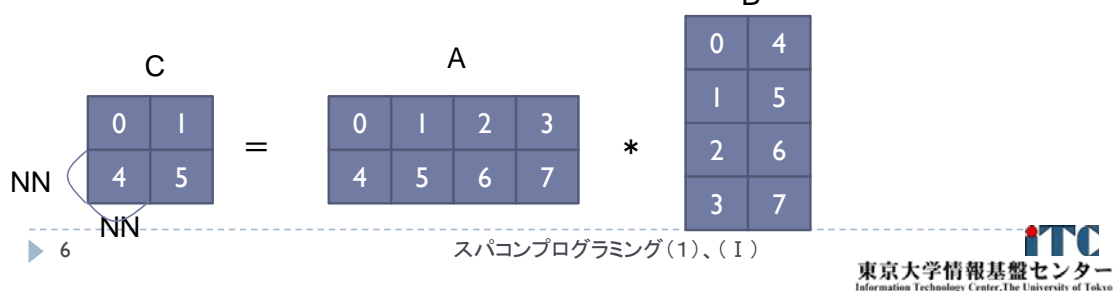 B
C
A
0 1
4 5
=
0 1 2 3
4 5 6 7
*
0 4
1 5
2 6
3 7
NN
NN
6
スパコンプログラミング(1)、(Ⅰ)
iTC
東京大学情報基盤センター
Information Technology Center,The University of Tokyo